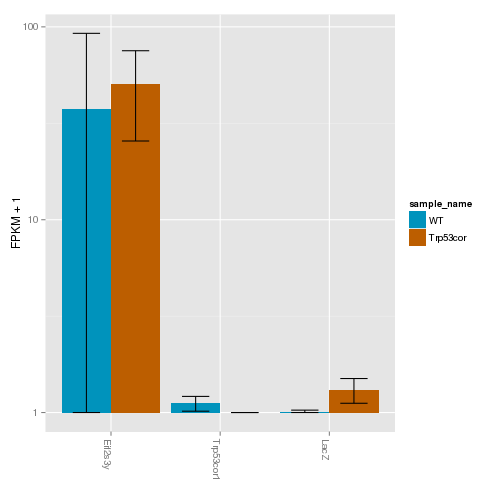 100
10
1
FPKM + 1
Eif2s3y
Trp53cor1
LacZ
sample_name
WT
Trp53cor